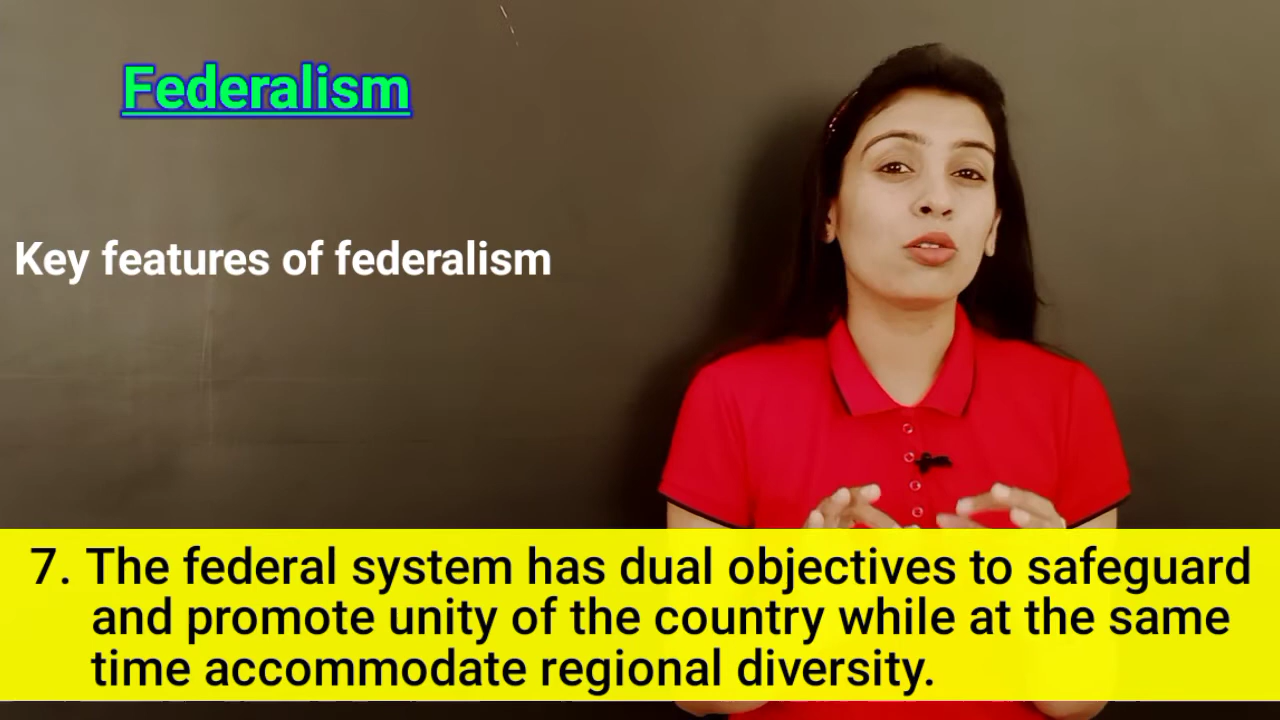 Federalism
Key features of federalism
7. The federal system has dual objectives to safeguard
and promote unity of the country while at the same
time accommodate regional diversity.